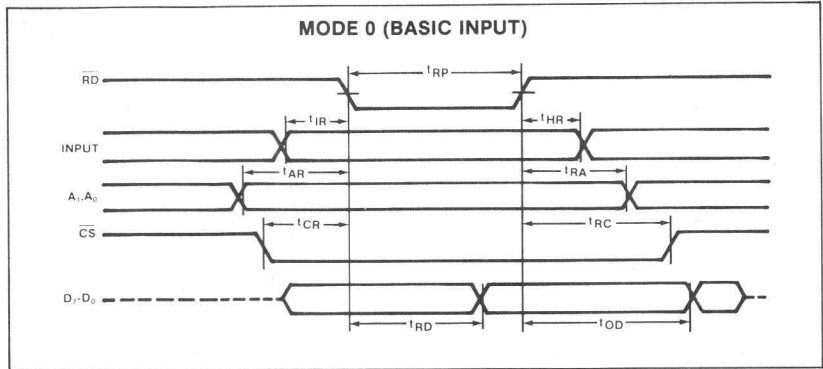 MODE 0 (BASIC INPUT)
RD
tRP
tIR
tHR
INPUT
tAR
tRA
A1,A0
tCR
tRC
CS
D7-D0
tRD
tOD